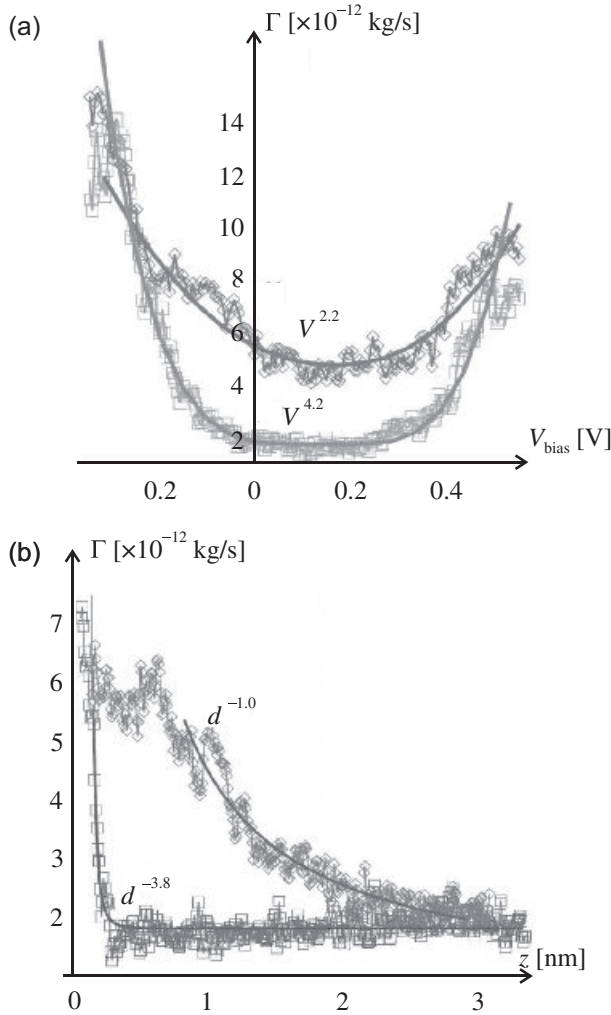 (a)
Γ [×10⁻¹² kg/s]
14
12
10
8
6
4
2
V^2.2
V^4.2
V_bias [V]
0.2 0 0.2 0.4
(b)
Γ [×10⁻¹² kg/s]
7
6
5
4
3
2
d^−1.0
d^−3.8
z [nm]
0 1 2 3